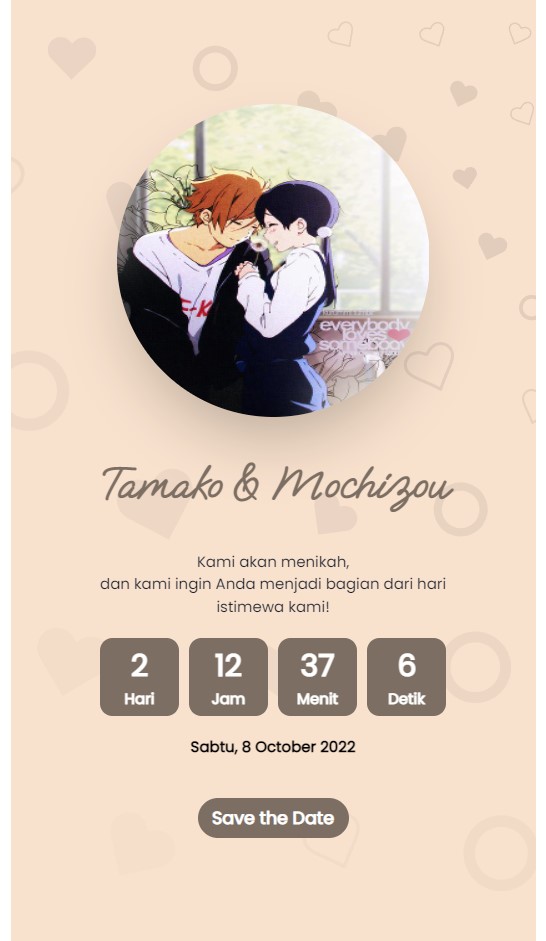 everybody
loves
somebody
Tamako & Mochizou
Kami akan menikah,
dan kami ingin Anda menjadi bagian dari hari
istimewa kami!
2 12 37 6
Hari Jam Menit Detik
Sabtu, 8 October 2022
Save the Date